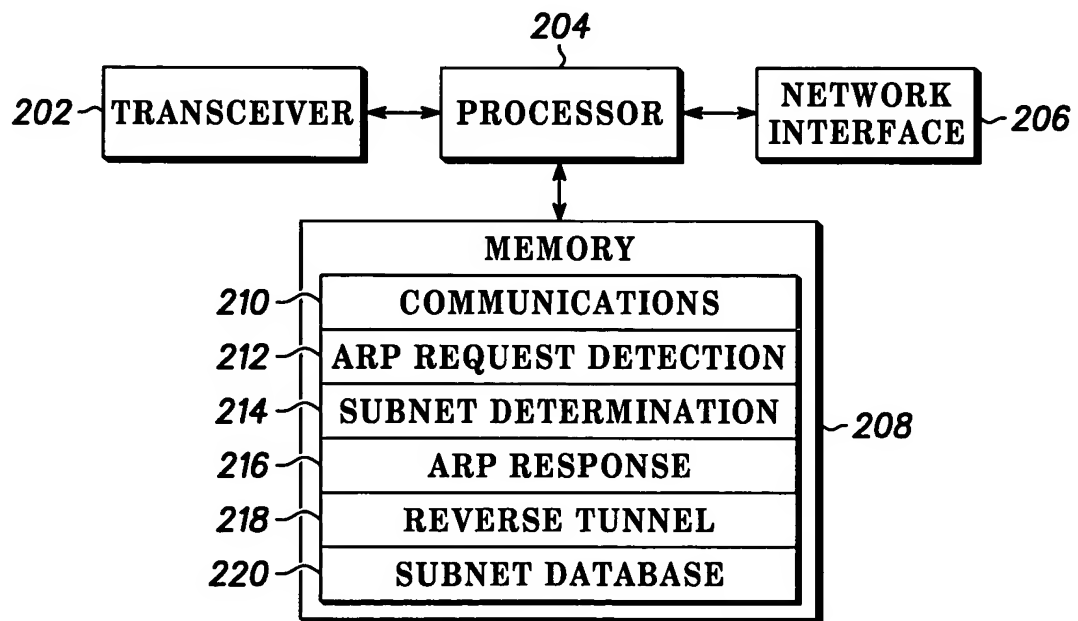 204
202 TRANSCEIVER PROCESSOR NETWORK
INTERFACE 206
MEMORY
210 COMMUNICATIONS
212 ARP REQUEST DETECTION
214 SUBNET DETERMINATION
208
216 ARP RESPONSE
218 REVERSE TUNNEL
220 SUBNET DATABASE